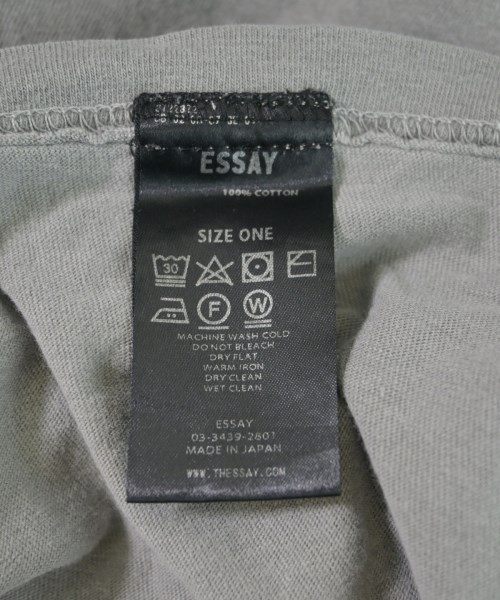 ESSAY
100% COTTON
SIZE ONE
30
F W
MACHINE WASH COLD
DO NOT BLEACH
DRY FLAT
WARM IRON
DRY CLEAN
WET CLEAN
ESSAY
03-3439-2801
MADE IN JAPAN
WWW.THESSAY.COM